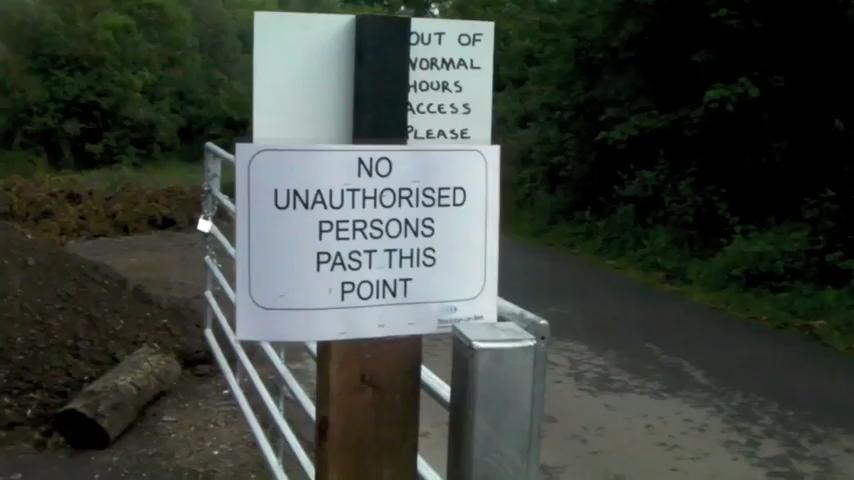 OUT OF
NORMAL
HOURS
ACCESS
PLEASE
NO
UNAUTHORISED
PERSONS
PAST THIS
POINT